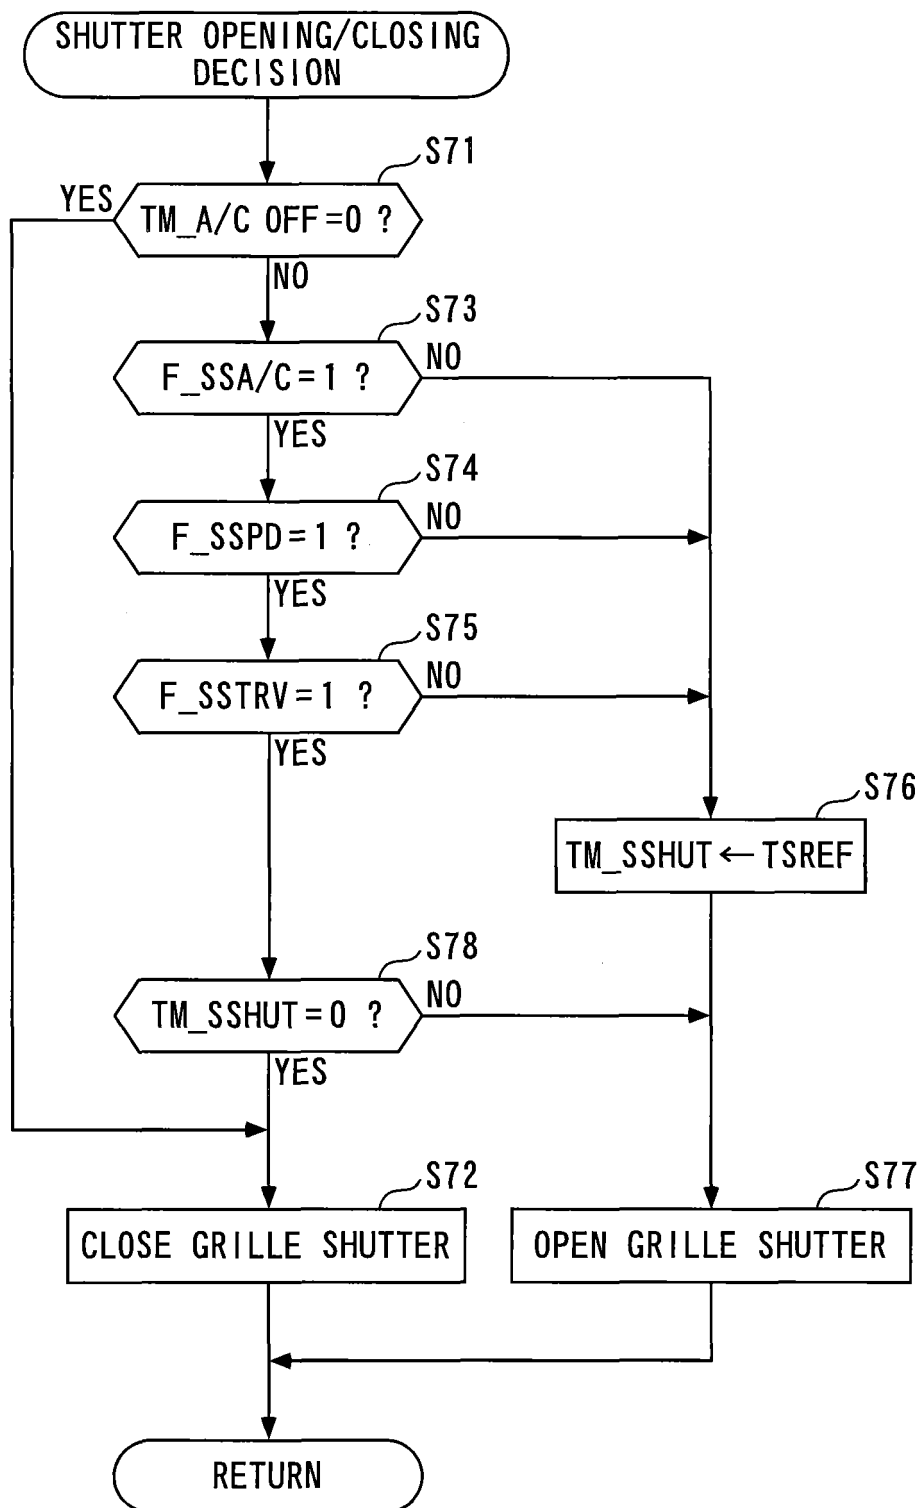 SHUTTER OPENING/CLOSING
DECISION
S71
YES
TM_A/C OFF=0 ?
NO
S73
F_SSA/C=1 ?
NO
YES
S74
F_SSPD=1 ?
NO
YES
S75
F_SSTRV=1 ?
NO
YES
S76
TM_SSHUT←TSREF
S78
TM_SSHUT=0 ?
NO
YES
S72
S77
CLOSE GRILLE SHUTTER
OPEN GRILLE SHUTTER
RETURN